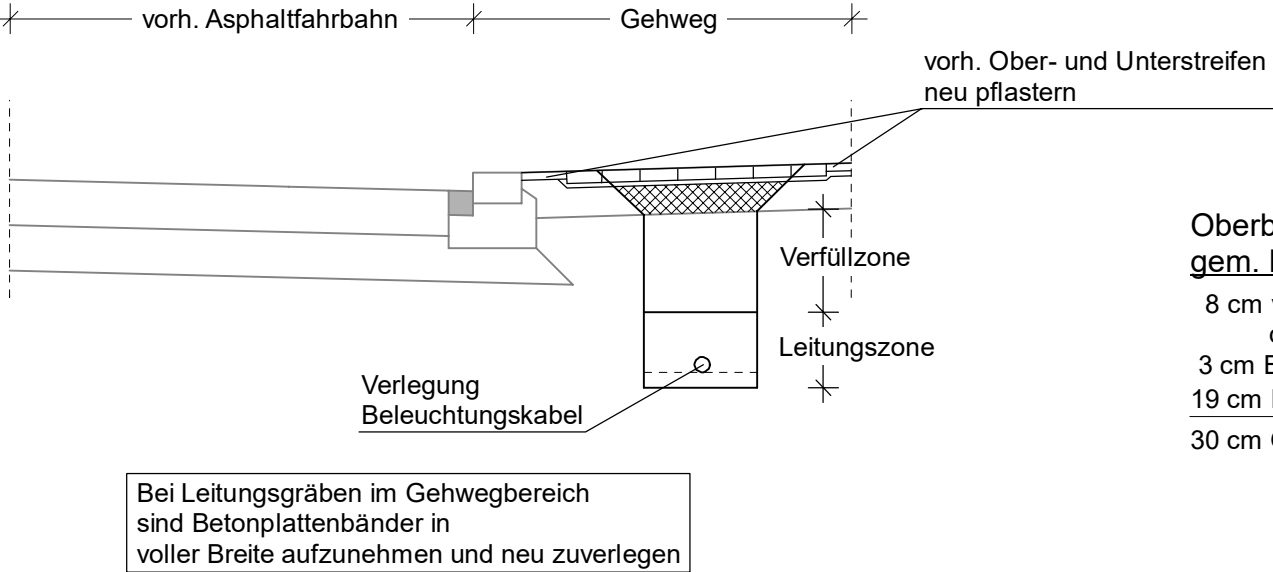 vorh. Asphaltfahrbahn
Gehweg
vorh. Ober- und Unterstreifen
neu pflastern
Verfüllzone
Leitungszone
gem.
8 cm
3 cm
19 cm
30 cm
Verlegung
Beleuchtungskabel
Bei Leitungsgräben im Gehwegbereich
sind Betonplattenbänder in
voller Breite aufzunehmen und neu zuverlegen